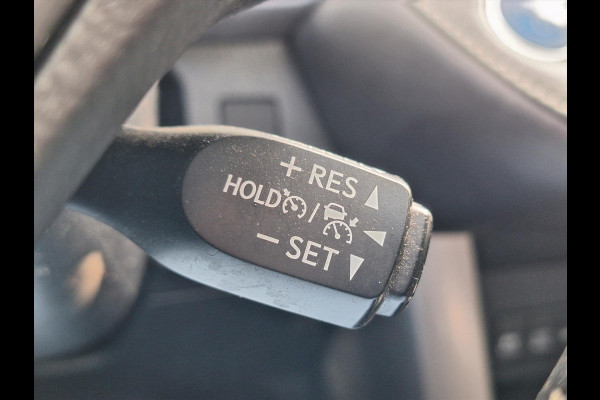 + RES ▲
HOLD /
− SET ▼